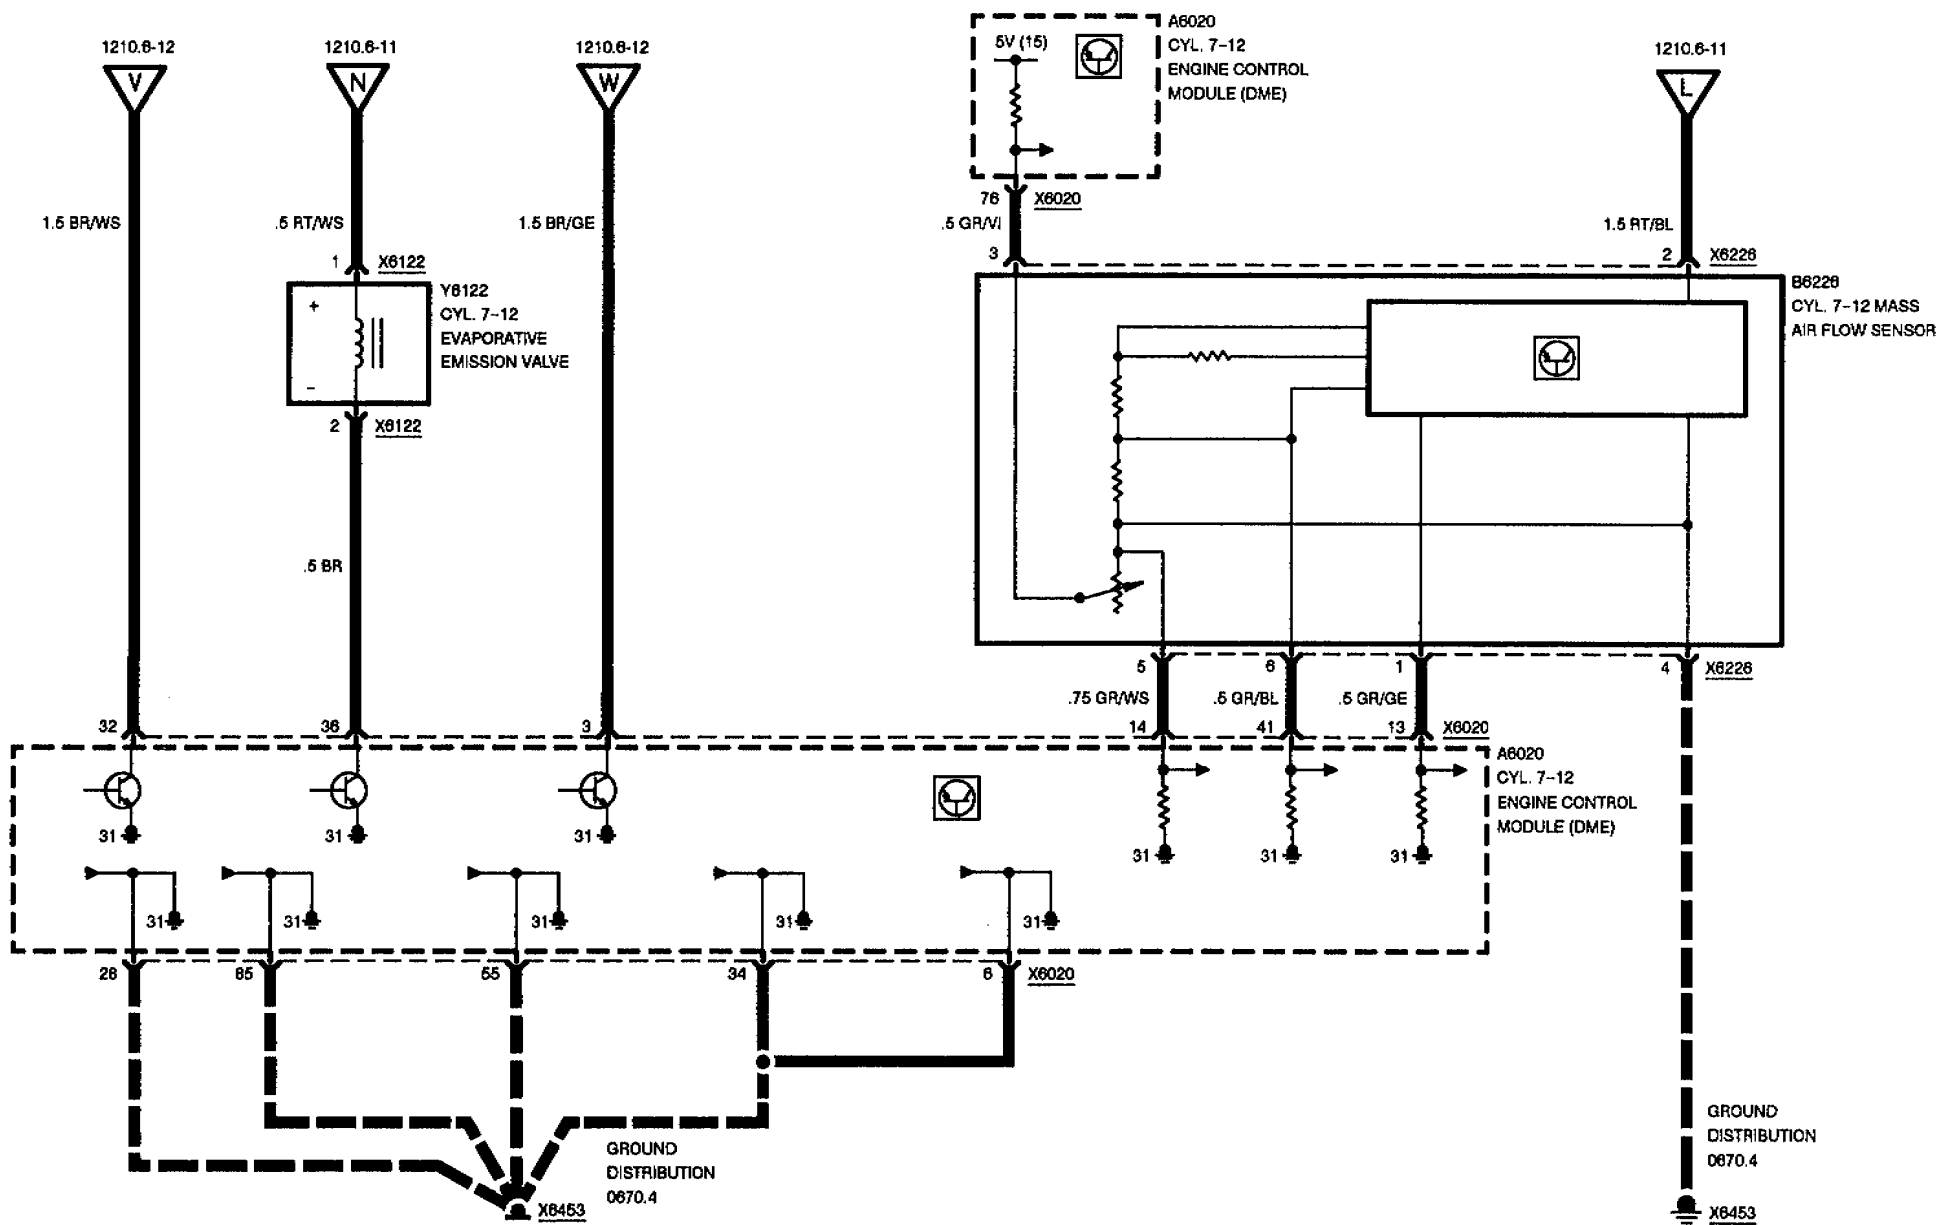 1210.6-12
1210.6-11
1210.6-12
A6020
CYL. 7-12
ENGINE CONTROL
MODULE (DME)
5V (15)
1210.6-11
V
N
W
L
76
X6020
1.5 BR/WS
.5 RT/WS
1.5 BR/GE
.5 GR/VI
1.5 RT/BL
1
X6122
3
2
X6226
+
-
Y6122
CYL. 7-12
EVAPORATIVE
EMISSION VALVE
B6226
CYL. 7-12 MASS
AIR FLOW SENSOR
2
X6122
.5 BR
5
6
1
4
X6226
.75 GR/WS
.5 GR/BL
.5 GR/GE
32
36
3
14
41
13
X6020
A6020
CYL. 7-12
ENGINE CONTROL
MODULE (DME)
31
31
31
31
31
31
31
31
31
31
31
28
34
6
X6020
GROUND
DISTRIBUTION
0670.4
X6453
GROUND
DISTRIBUTION
0670.4
X6453